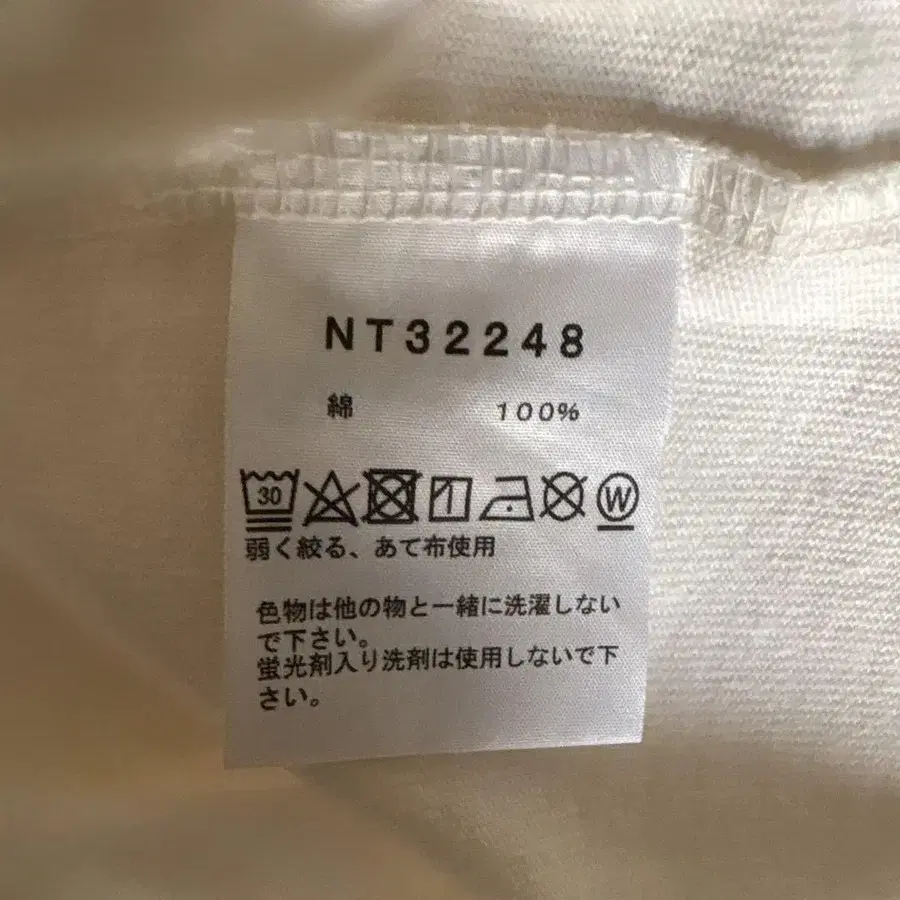 NT32248
綿 100%
30 W
弱く絞る、あて布使用
色物は他の物と一緒に洗濯しない
で下さい。
蛍光剤入り洗剤は使用しないで下
さい。